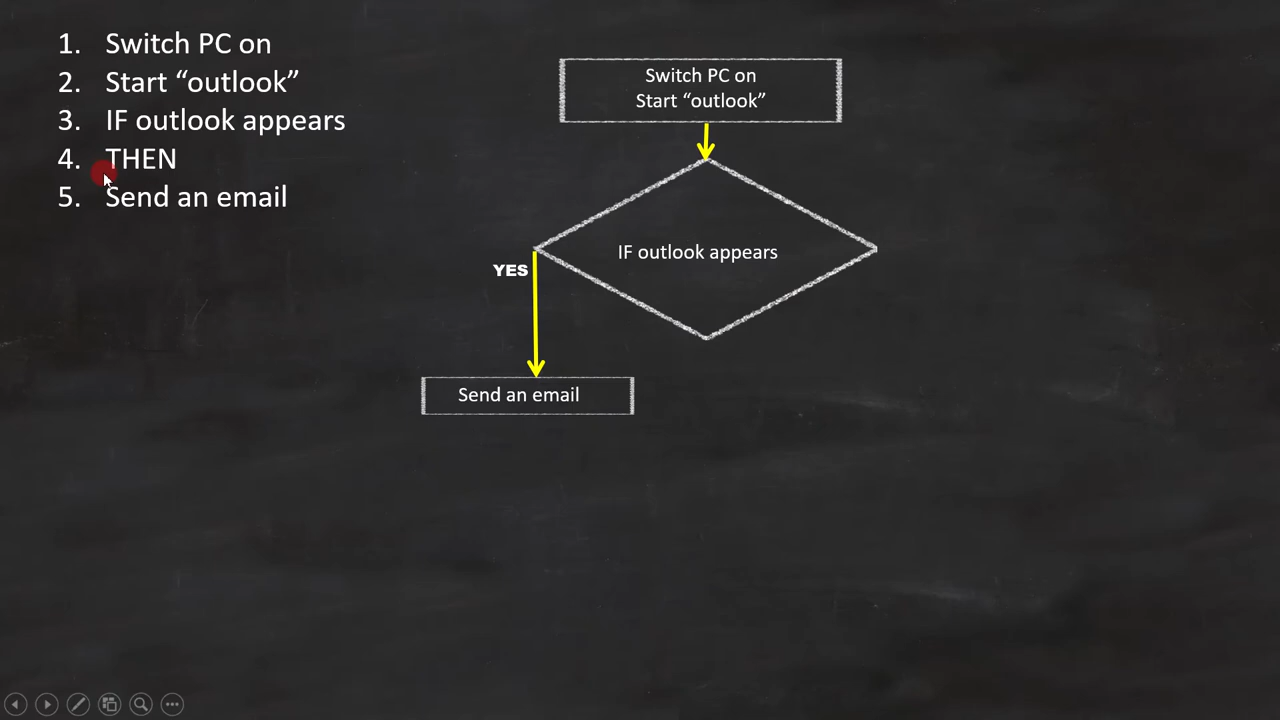 1. Switch PC on
2. Start “outlook”
3. IF outlook appears
4. THEN
5. Send an email
Switch PC on
Start “outlook”
IF outlook appears
YES
Send an email